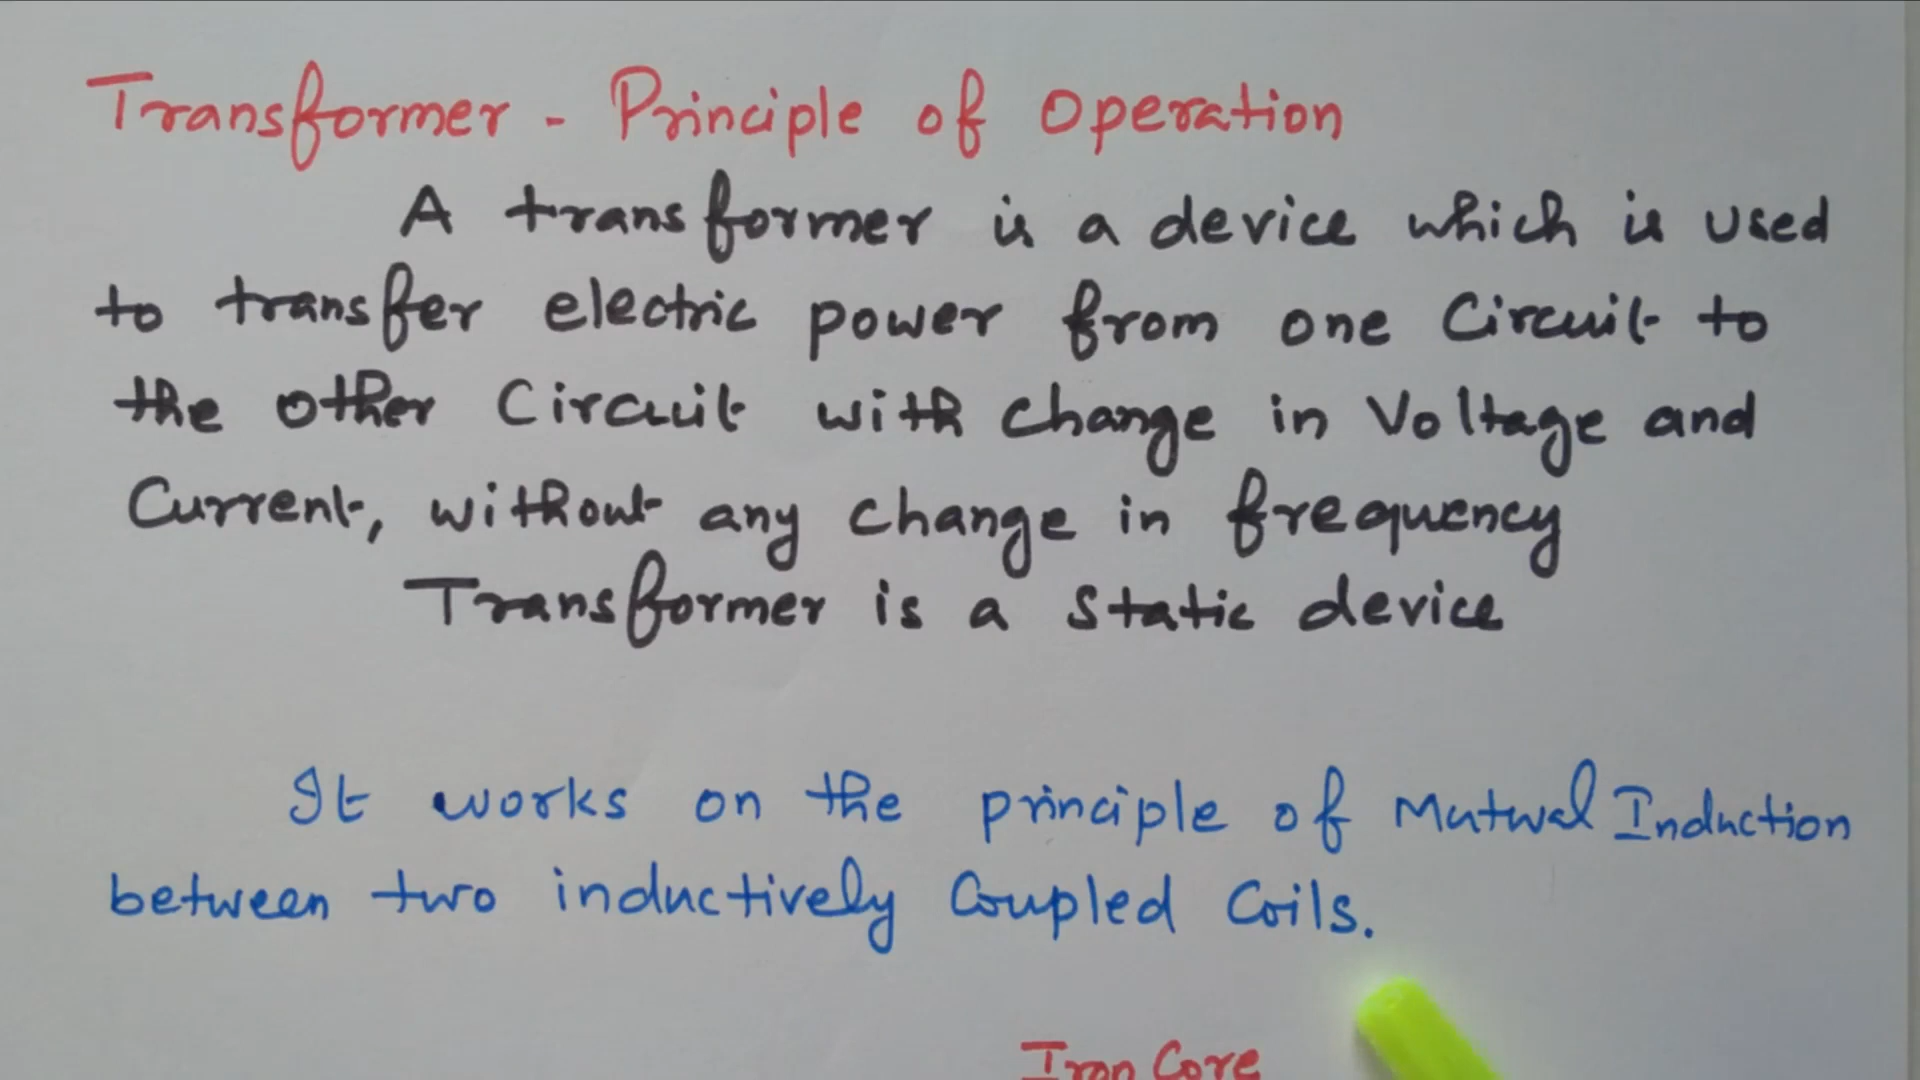 Transformer - Principle of Operation
A transformer is a device which is used
to transfer electric power from one Circuit to
the other Circuit with change in Voltage and
Current, without any change in frequency
Transformer is a Static device
It works on the principle of Mutual Induction
between two inductively Coupled Coils.
Iron Core